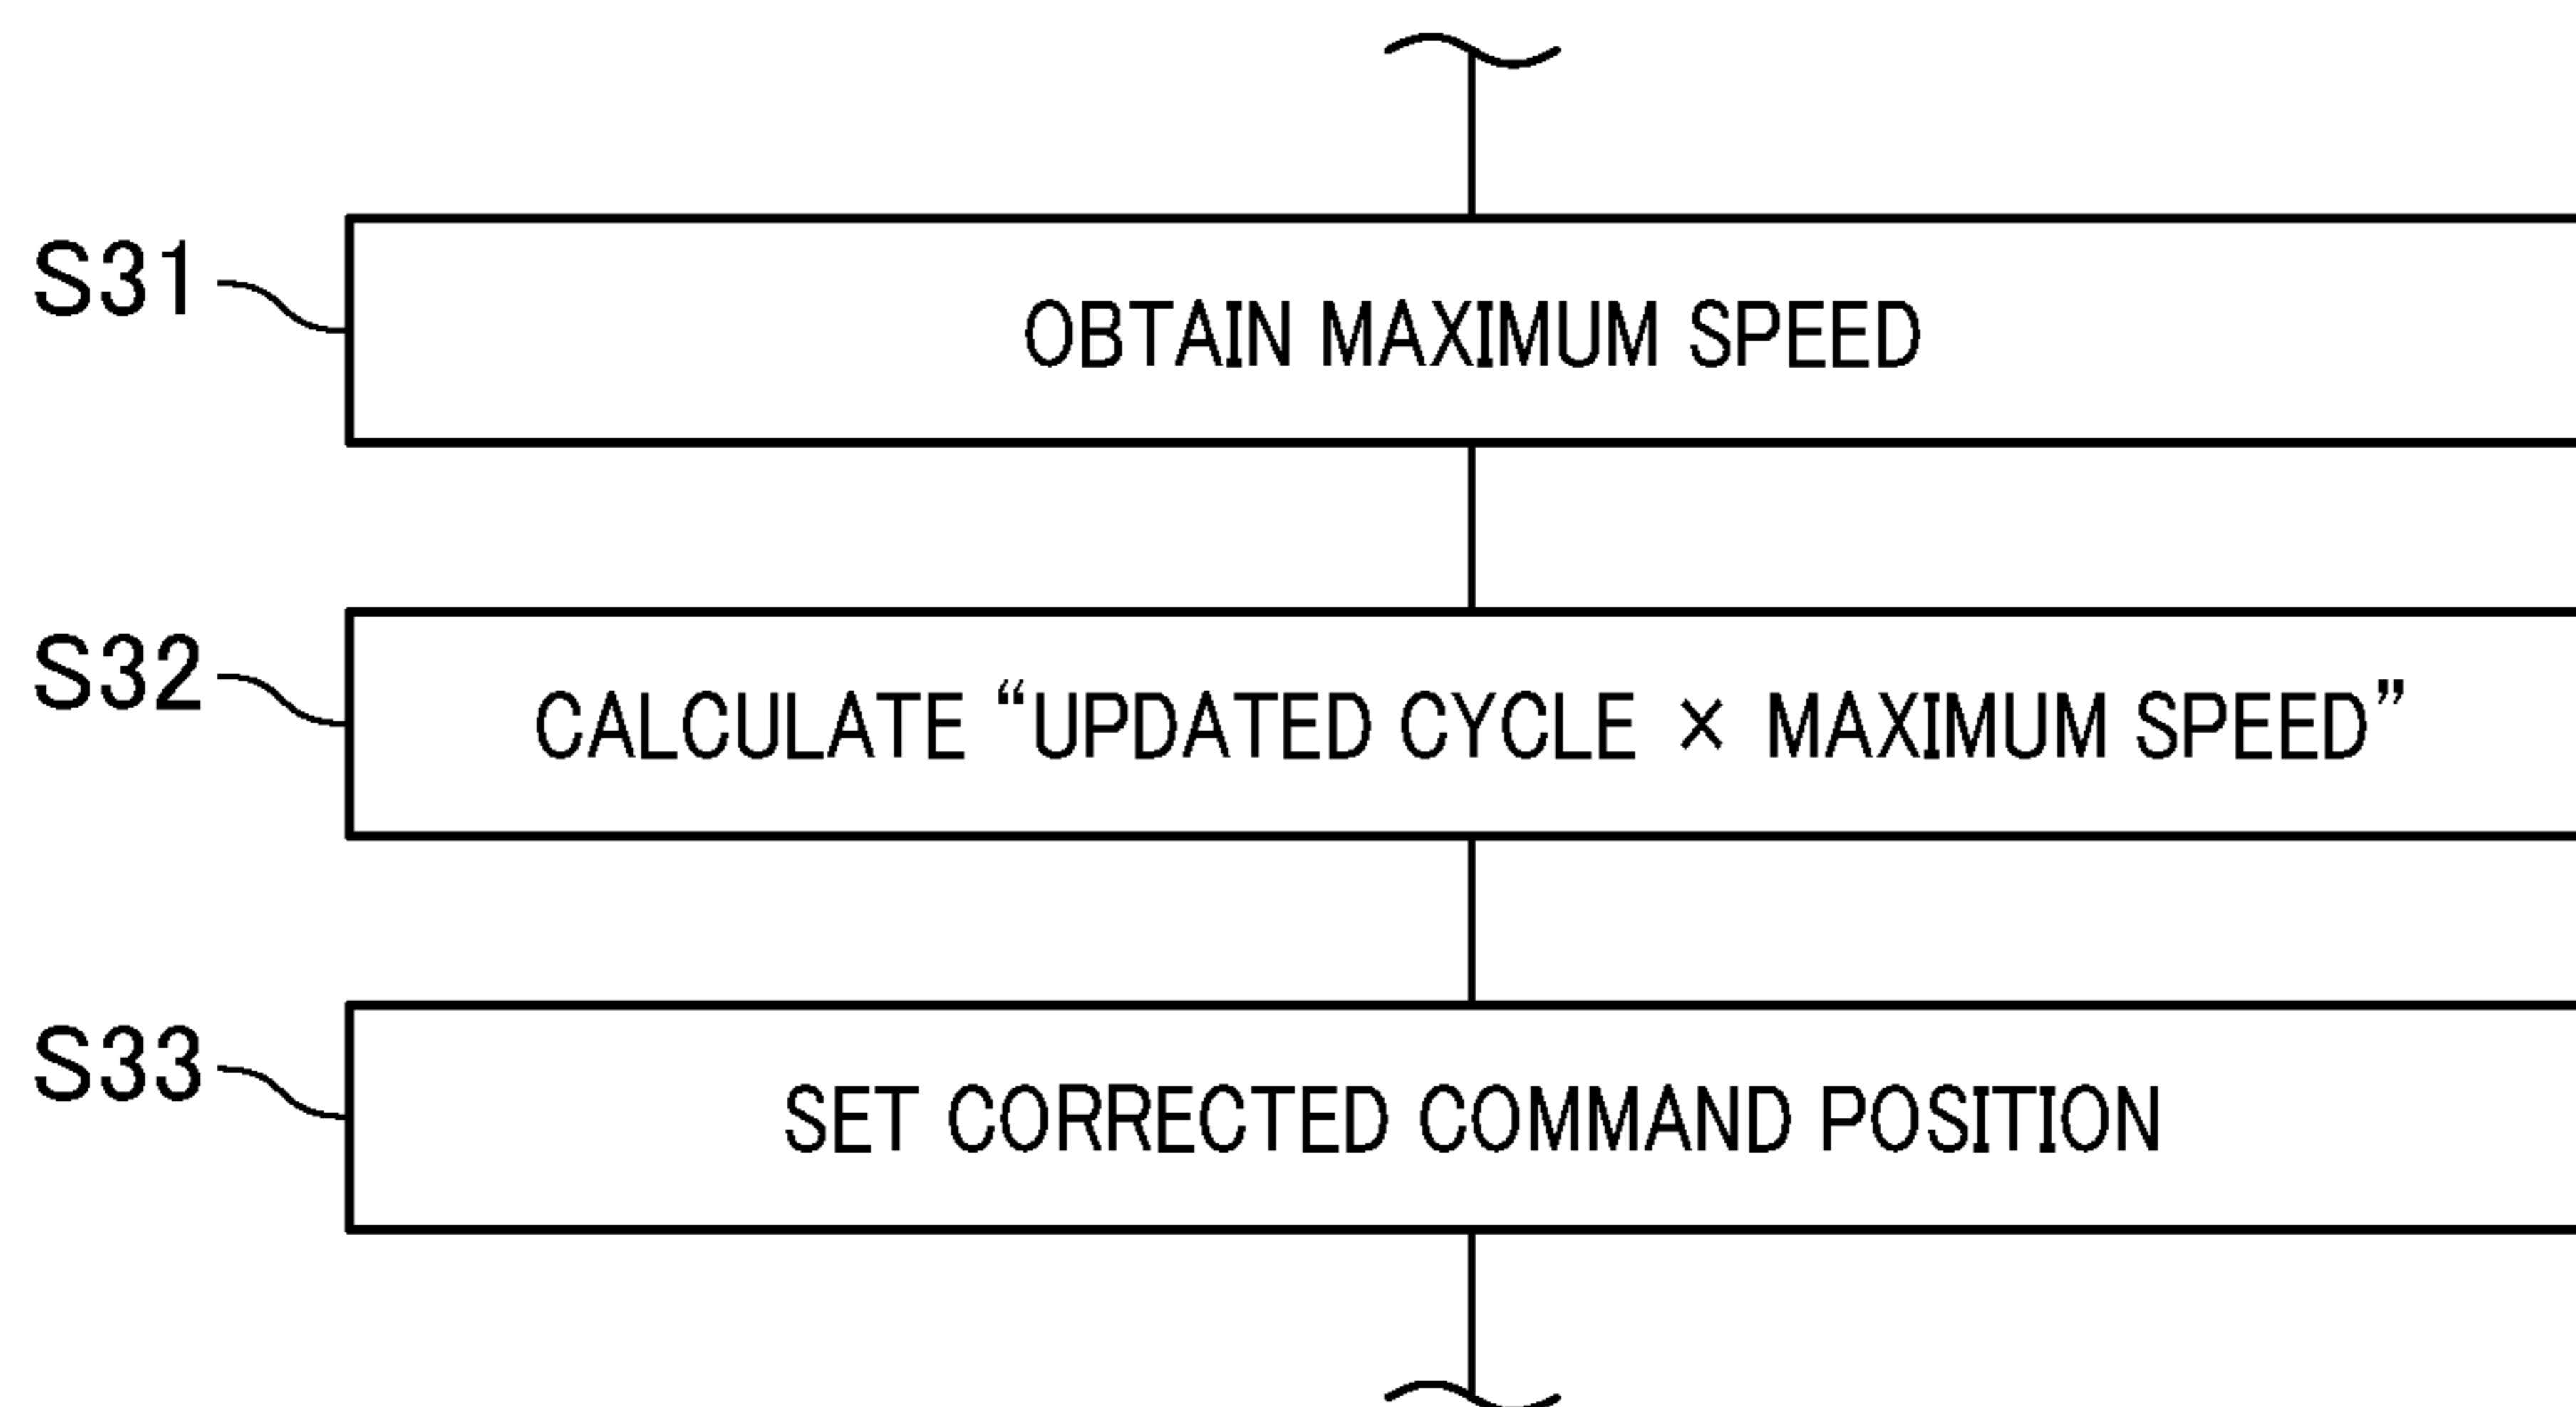 S31
OBTAIN MAXIMUM SPEED
S32
CALCULATE “UPDATED CYCLE × MAXIMUM SPEED”
S33
SET CORRECTED COMMAND POSITION